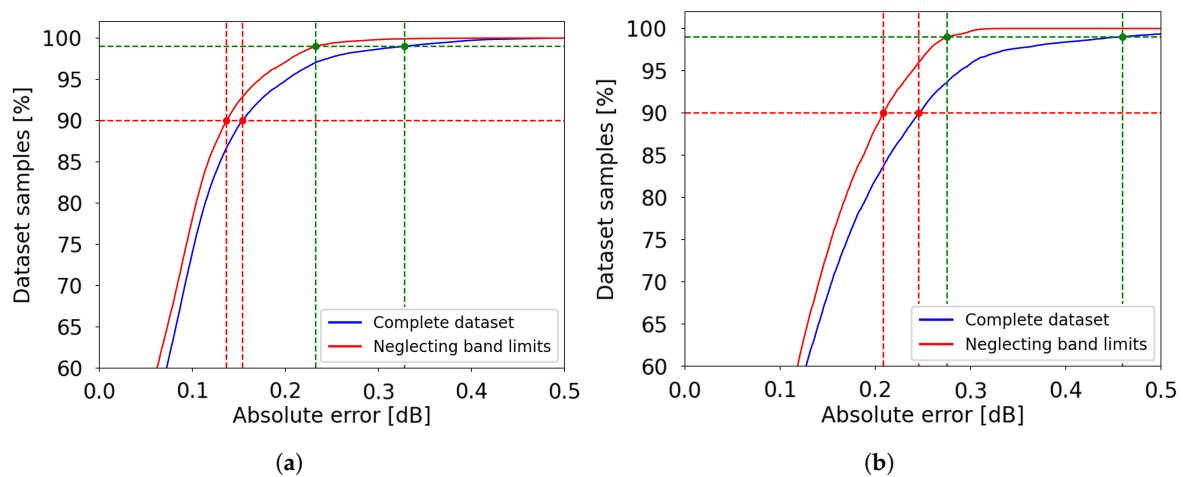 100
95
90
85
80
75
70
65
60
Dataset samples [%]
0.0 0.1 0.2 0.3 0.4 0.5
Absolute error [dB]
Complete dataset
Neglecting band limits
(a)
100
95
90
85
80
75
70
65
60
Dataset samples [%]
0.0 0.1 0.2 0.3 0.4 0.5
Absolute error [dB]
Complete dataset
Neglecting band limits
(b)